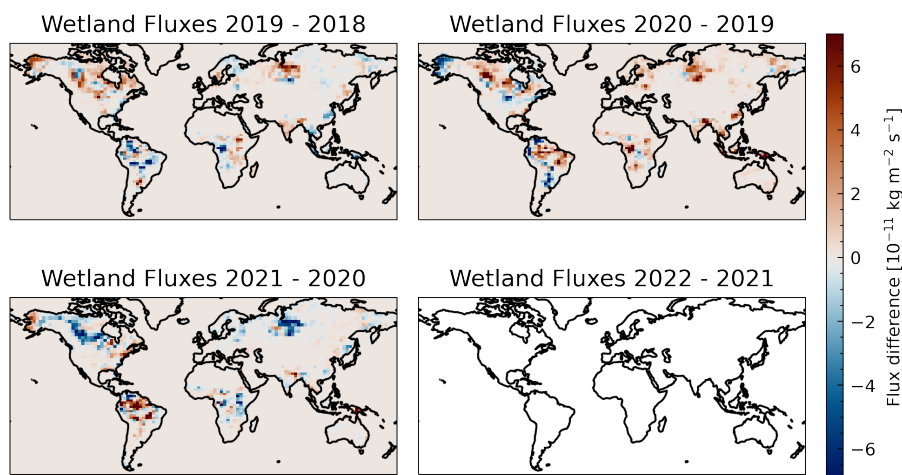 Wetland Fluxes 2019 - 2018
Wetland Fluxes 2020 - 2019
Wetland Fluxes 2021 - 2020
Wetland Fluxes 2022 - 2021
6
4
2
0
−2
−4
−6
Flux difference [10⁻¹¹ kg m⁻² s⁻¹]